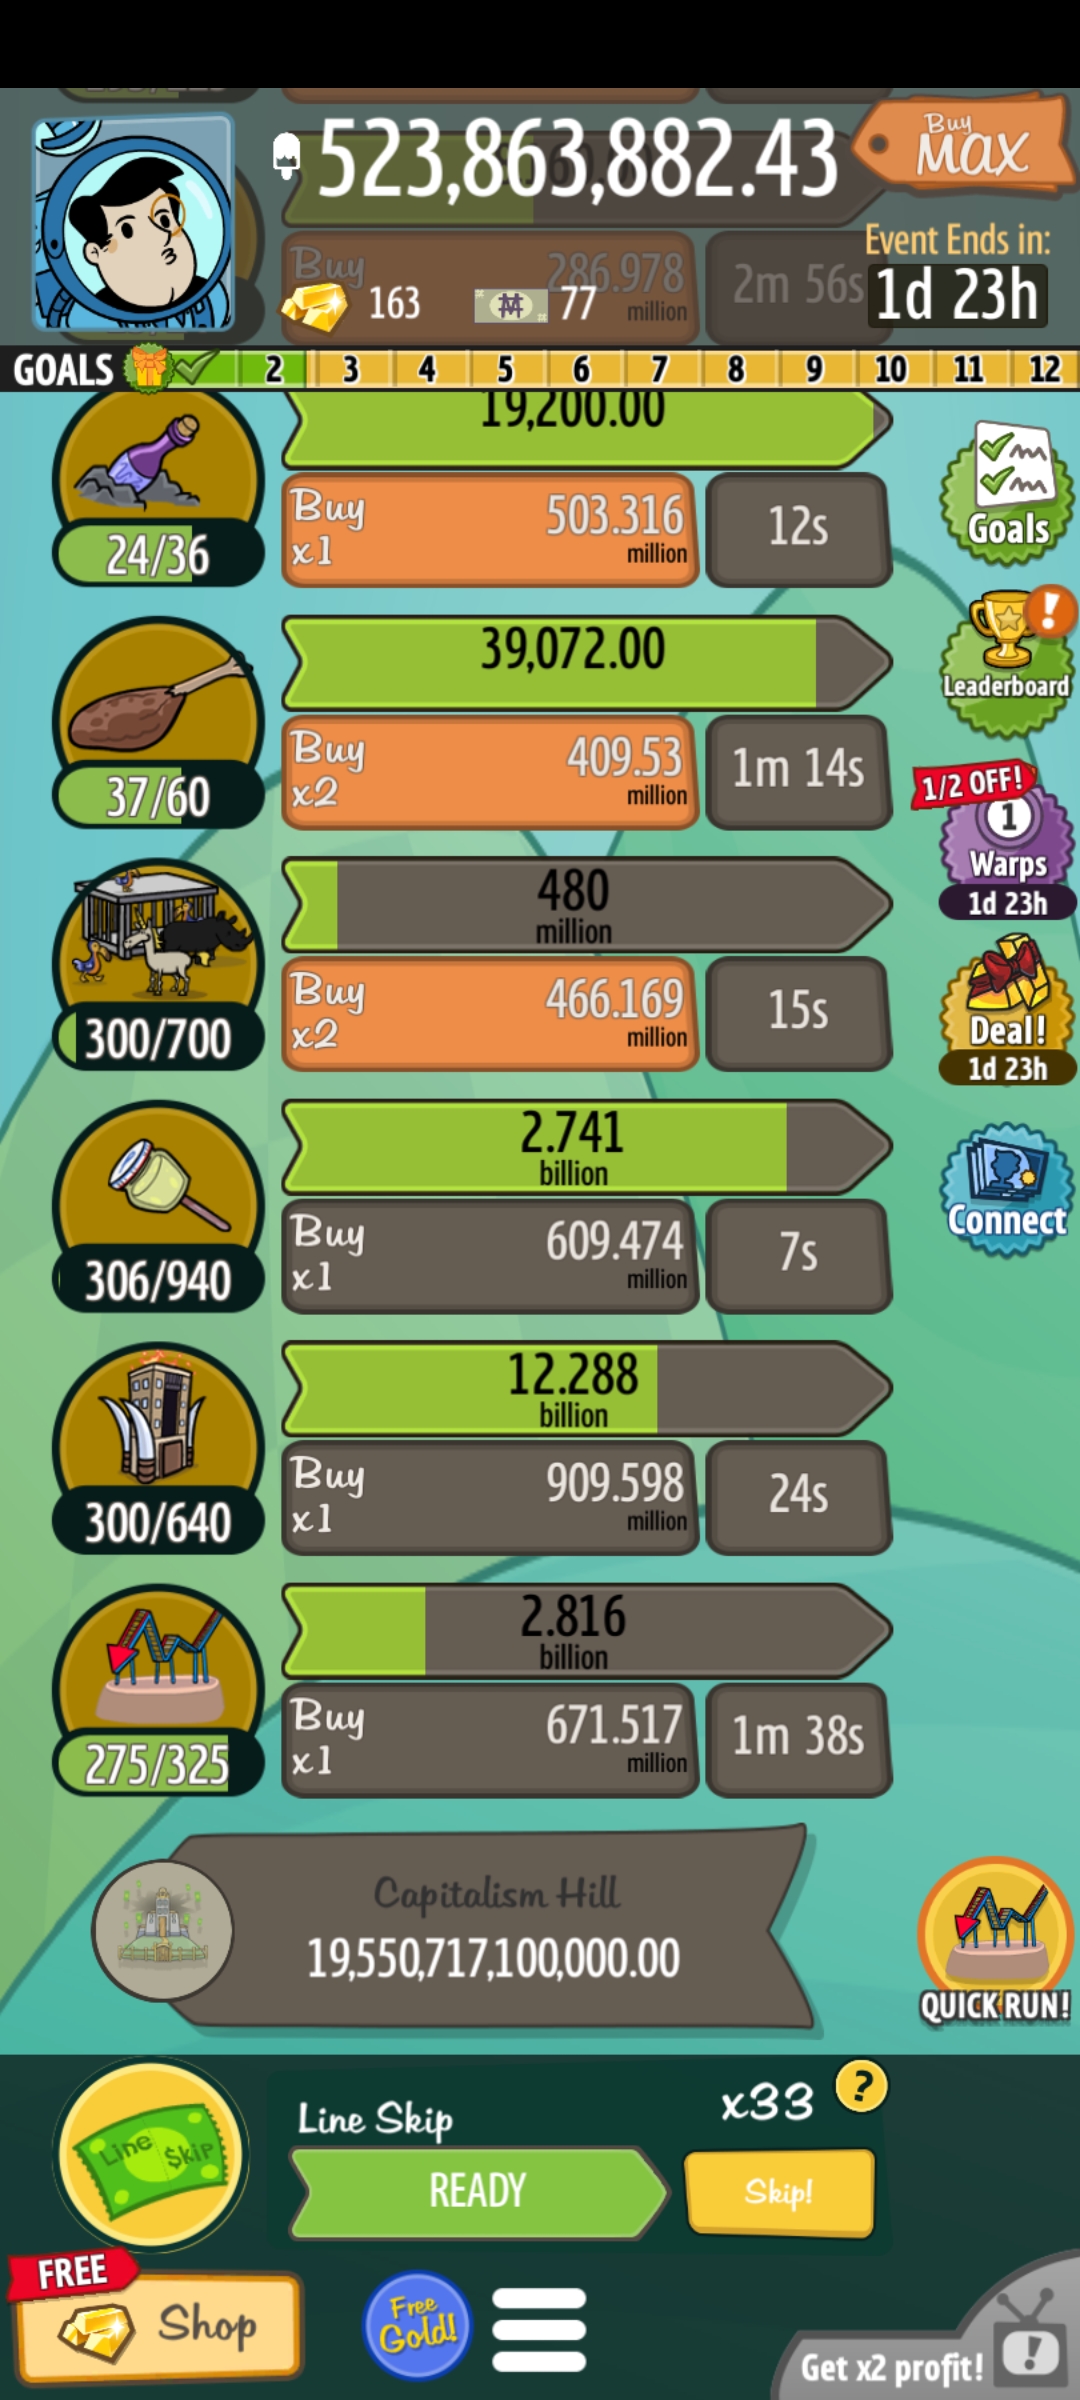 523,863,882.43
Buy
MAX
Event Ends in:
1d 23h
Buy
286.978
million
2m 56s
163
77
GOALS 2 3 4 5 6 7 8 9 10 11 12
19,200.00
Buy
x1
503.316
million
12s
24/36
Goals
39,072.00
Leaderboard
Buy
x2
409.53
million
1m 14s
37/60
1/2 OFF!
1
Warps
1d 23h
480
million
Buy
x2
466.169
million
15s
300/700
Deal!
1d 23h
2.741
billion
Buy
x1
609.474
million
7s
306/940
Connect
12.288
billion
Buy
x1
909.598
million
24s
300/640
2.816
billion
Buy
x1
671.517
million
1m 38s
275/325
Capitalism Hill
19,550,717,100,000.00
QUICK RUN!
Line $kip
Line Skip
x33
?
READY
Skip!
FREE
Shop
Free
Gold!
Get x2 profit!